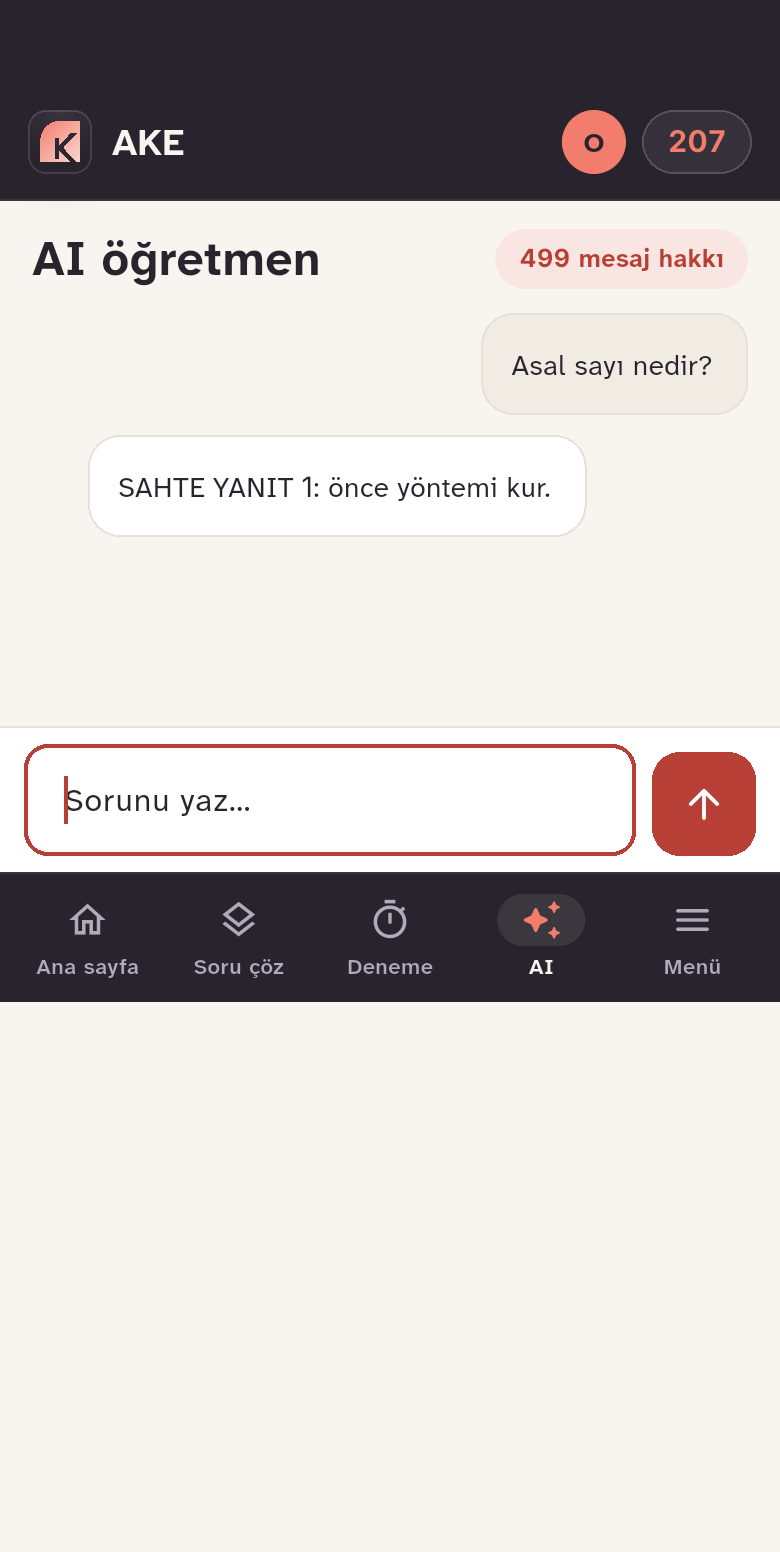 K
AKE
O
207
AI öğretmen
499 mesaj hakkı
Asal sayı nedir?
SAHTE YANIT 1: önce yöntemi kur.
Sorunu yaz...
Ana sayfa
Soru çöz
Deneme
AI
Menü